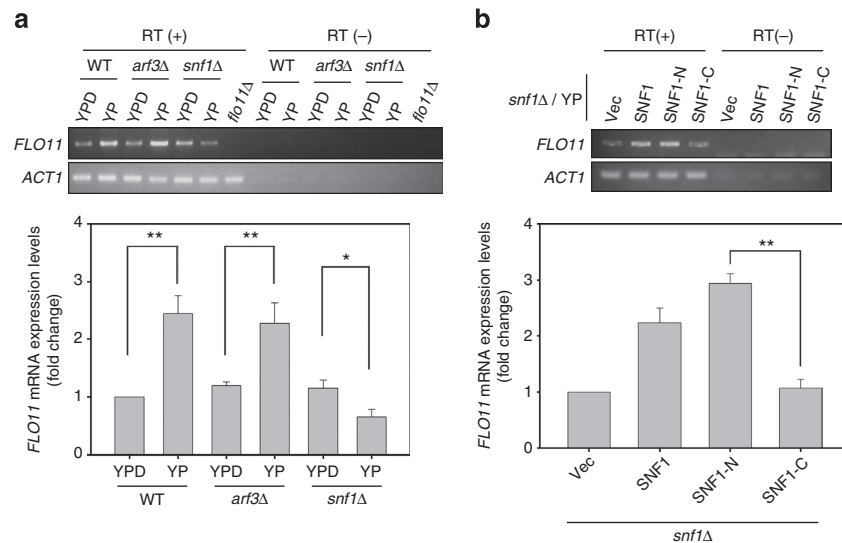 a
RT (+) RT (–)
WT arf3Δ snf1Δ WT arf3Δ snf1Δ
YPD YP YPD YP YPD YP flo11Δ YPD YP YPD YP YPD YP flo11Δ
FLO11
ACT1
FLO11 mRNA expression levels
(fold change)
4
3
2
1
0
** ** *
YPD YP YPD YP YPD YP
WT arf3Δ snf1Δ
b
RT(+) RT(–)
snf1Δ / YP
Vec SNF1 SNF1-N SNF1-C Vec SNF1 SNF1-N SNF1-C
FLO11
ACT1
FLO11 mRNA expression levels
(fold change)
4
3
2
1
0
**
Vec SNF1 SNF1-N SNF1-C
snf1Δ